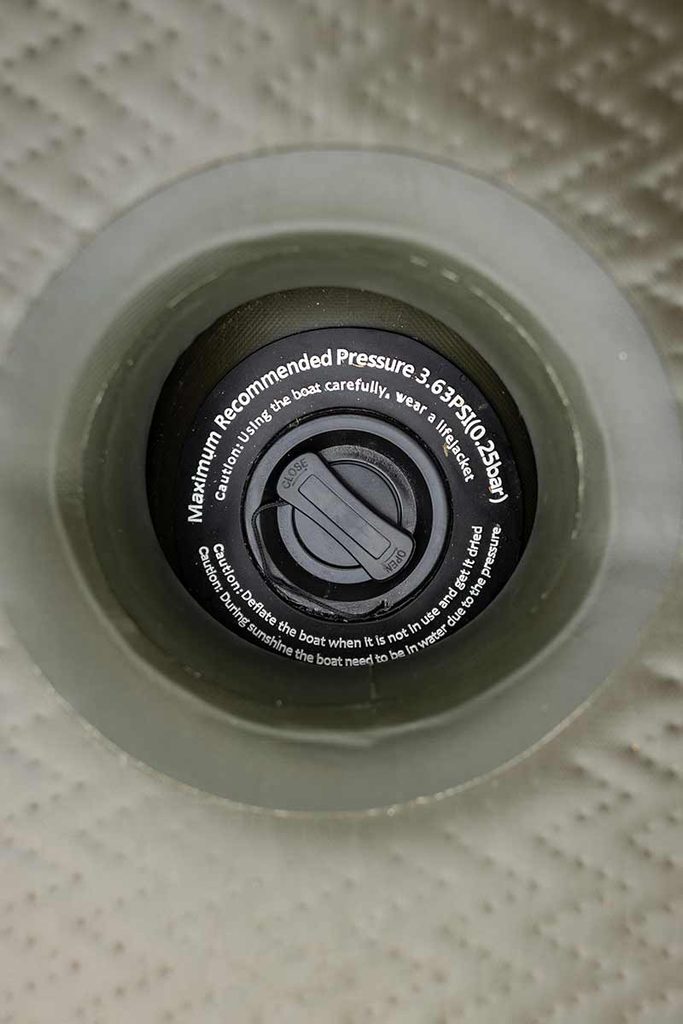 Maximum Recommended Pressure 3.63PSI(0.25bar)
Caution: Using the boat carefully, wear a lifejacket
CLOSE
OPEN
Caution: Deflate the boat when it is not in use and get it dried
Caution: During sunshine the boat need to be in water due to the pressure